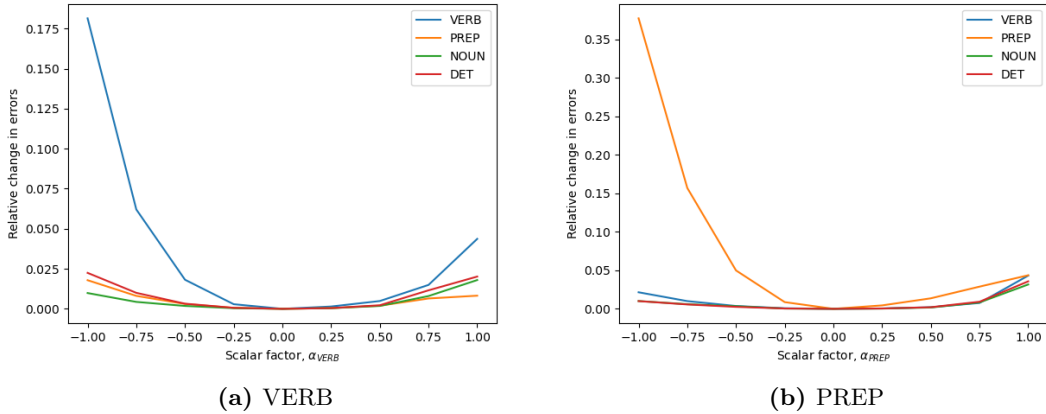 Relative change in errors
0.175
0.150
0.125
0.100
0.075
0.050
0.025
0.000
VERB
PREP
NOUN
DET
−1.00 −0.75 −0.50 −0.25 0.00 0.25 0.50 0.75 1.00
Scalar factor, α_VERB
(a) VERB
Relative change in errors
0.35
0.30
0.25
0.20
0.15
0.10
0.05
0.00
VERB
PREP
NOUN
DET
−1.00 −0.75 −0.50 −0.25 0.00 0.25 0.50 0.75 1.00
Scalar factor, α_PREP
(b) PREP